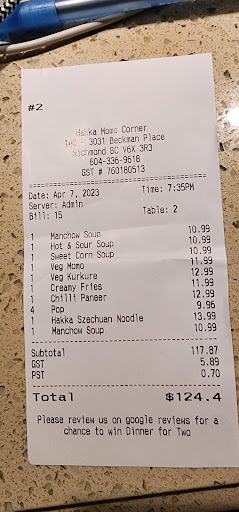 #2
Hakka Momo Corner
3031 Beckman Place
Richmond BC V6X 3R3
604-336-9618
GST # 760180513
Date: Apr 7, 2023 Time: 7:35PM
Server: Admin
Bill: 15 Table: 2
1 Manchow Soup 10.99
1 Hot & Sour Soup 10.99
1 Sweet Corn Soup 10.99
1 Veg Momo 11.99
1 Veg Kurkure 12.99
1 Creamy Fries 11.99
1 Chilli Paneer 12.99
4 Pop 9.96
1 Hakka Szechuan Noodle 13.99
1 Manchow Soup 10.99
Subtotal 117.87
GST 5.89
PST 0.70
Total $124.4
Please review us on google reviews for a
chance to win Dinner for Two